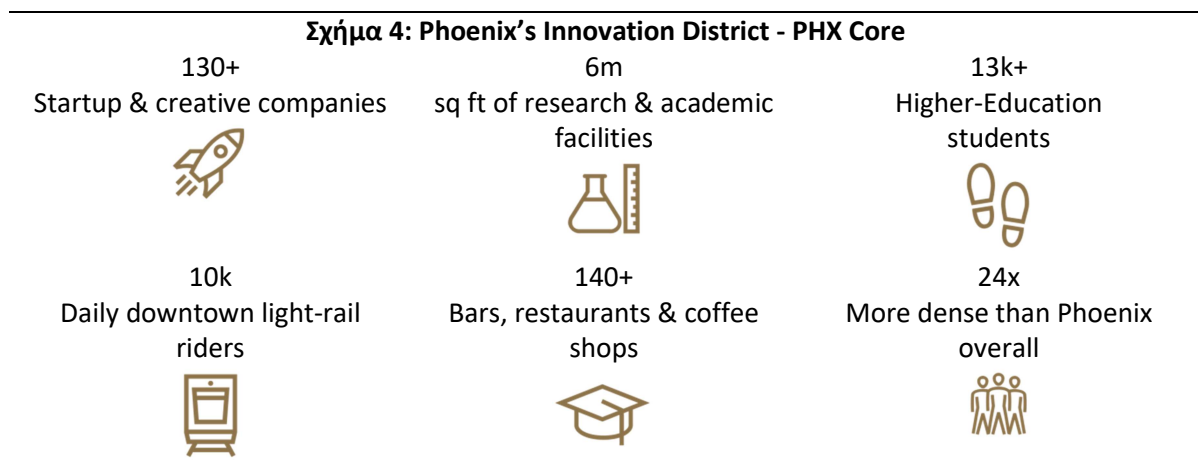 Σχήμα 4: Phoenix’s Innovation District - PHX Core
130+
Startup & creative companies
6m
sq ft of research & academic
facilities
13k+
Higher-Education
students
10k
Daily downtown light-rail
riders
140+
Bars, restaurants & coffee
shops
24x
More dense than Phoenix
overall